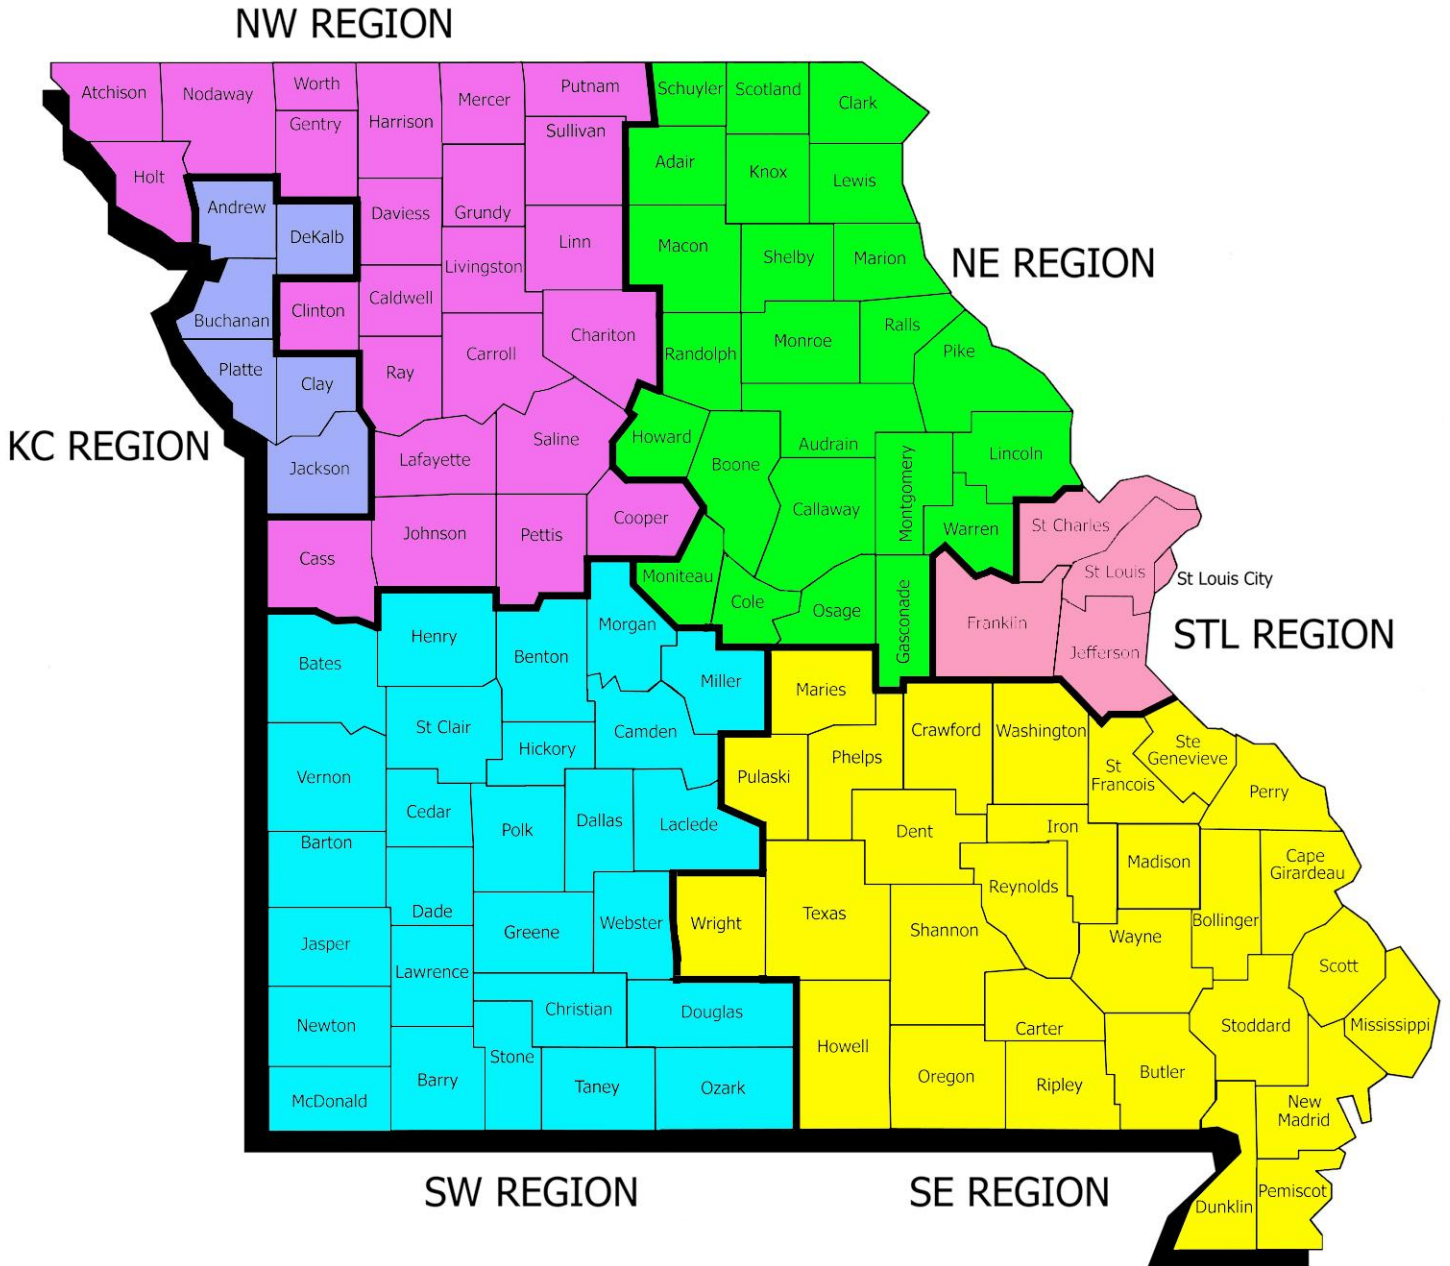 NW REGION
Atchison
Nodaway
Worth
Gentry
Harrison
Mercer
Putnam
Sullivan
Schuyler
Scotland
Clark
Holt
Andrew
DeKalb
Daviess
Grundy
Linn
Adair
Knox
Lewis
Macon
Shelby
Marion
NE REGION
Buchanan
Clinton
Caldwell
Livingston
Chariton
Randolph
Monroe
Ralls
Pike
Platte
Clay
Ray
Carroll
KC REGION
Jackson
Lafayette
Saline
Howard
Boone
Audrain
Montgomery
Lincoln
Cass
Johnson
Pettis
Cooper
Moniteau
Callaway
Warren
St Charles
St Louis
St Louis City
Cole
Osage
Gasconade
Franklin
Jefferson
STL REGION
Bates
Henry
Benton
Morgan
Miller
Maries
St Clair
Hickory
Camden
Pulaski
Phelps
Crawford
Washington
St
Francois
Ste
Genevieve
Perry
Vernon
Cedar
Polk
Dallas
Laclede
Dent
Iron
Madison
Cape
Girardeau
Barton
Dade
Greene
Webster
Wright
Texas
Shannon
Reynolds
Wayne
Bollinger
Scott
Mississippi
Jasper
Lawrence
Christian
Douglas
Howell
Carter
Stoddard
Newton
Barry
Stone
Taney
Ozark
Oregon
Ripley
Butler
New
Madrid
McDonald
SW REGION
SE REGION
Dunklin
Pemiscot